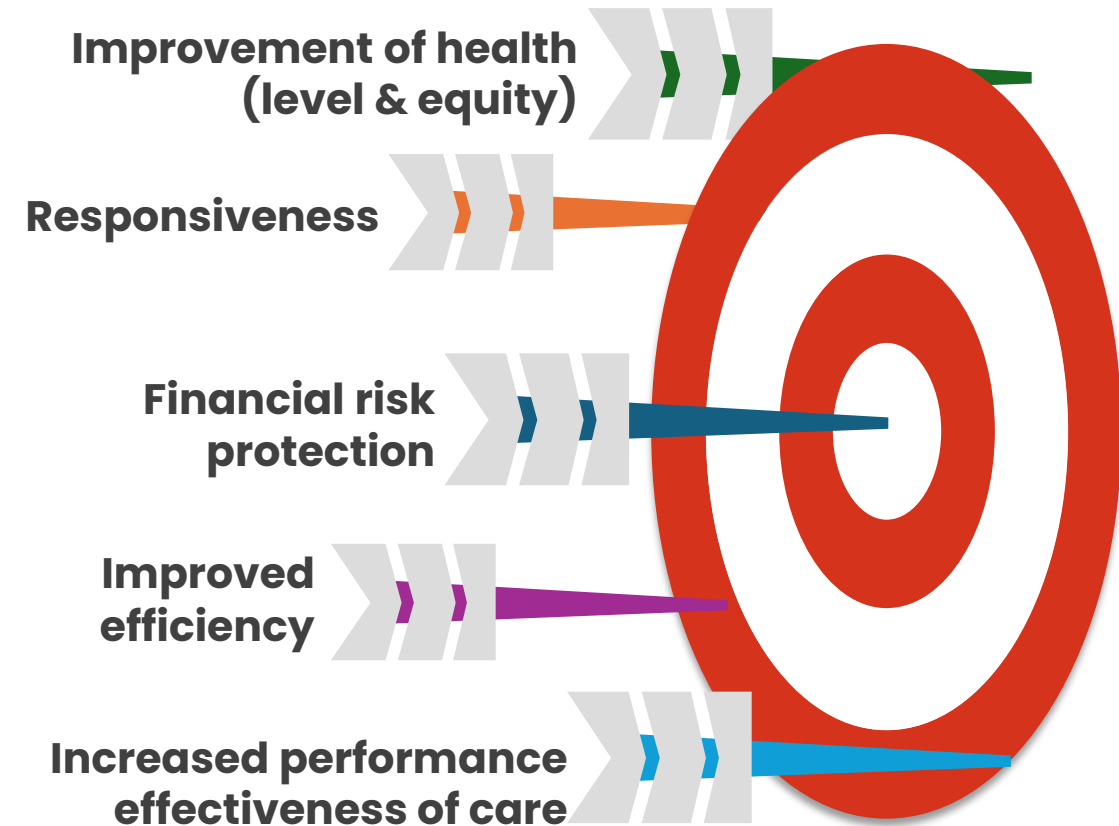 Improvement of health
(level & equity)
Responsiveness
Financial risk
protection
Improved
efficiency
Increased performance
effectiveness of care